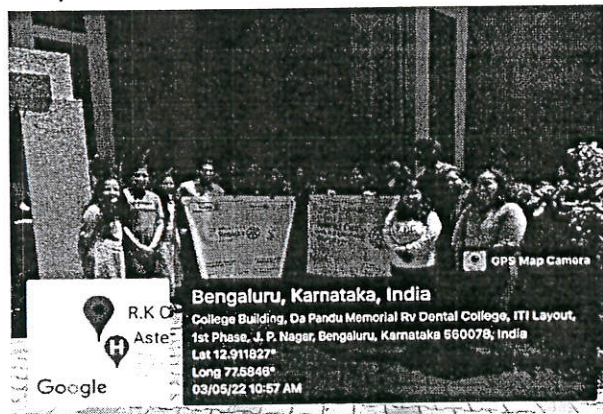 GPS Map Camera
Bengaluru, Karnataka, India
College Building, Da Pandu Memorial Rv Dental College, ITI Layout,
1st Phase, J. P. Nagar, Bengaluru, Karnataka 560078, India
Lat 12.911827°
Long 77.5846°
03/05/22 10:57 AM
R.K C
Aste
H
Google